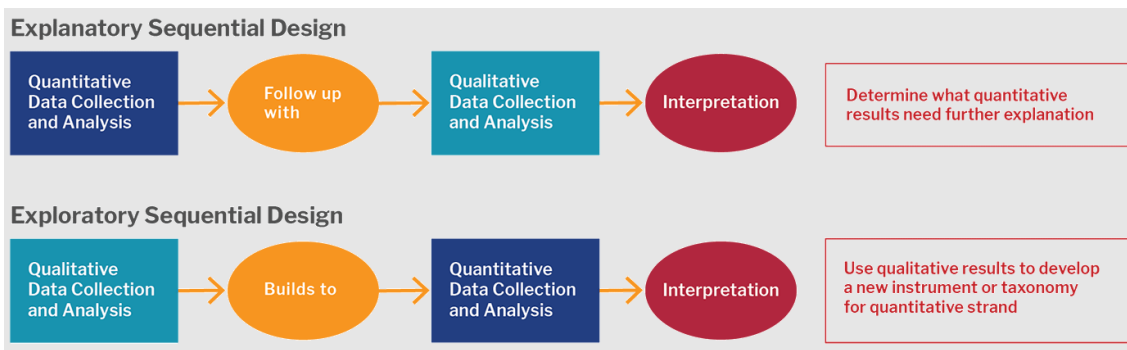 Explanatory Sequential Design
Quantitative
Data Collection
and Analysis
Follow up
with
Qualitative
Data Collection
and Analysis
Interpretation
Determine what quantitative
results need further explanation
Exploratory Sequential Design
Qualitative
Data Collection
and Analysis
Builds to
Quantitative
Data Collection
and Analysis
Interpretation
Use qualitative results to develop
a new instrument or taxonomy
for quantitative strand